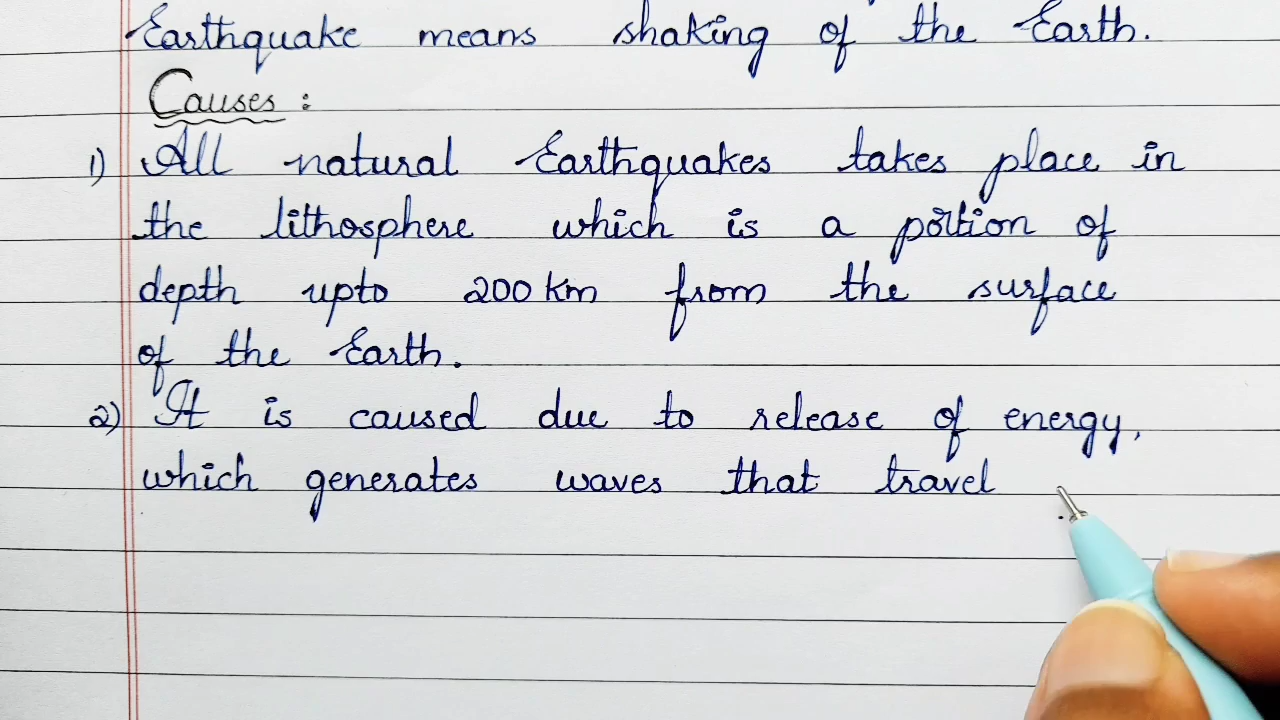 Earthquake means shaking of the Earth.
Causes :
1) All natural Earthquakes takes place in
the lithosphere which is a portion of
depth upto 200 km from the surface
of the Earth.
2) It is caused due to release of energy,
which generates waves that travel